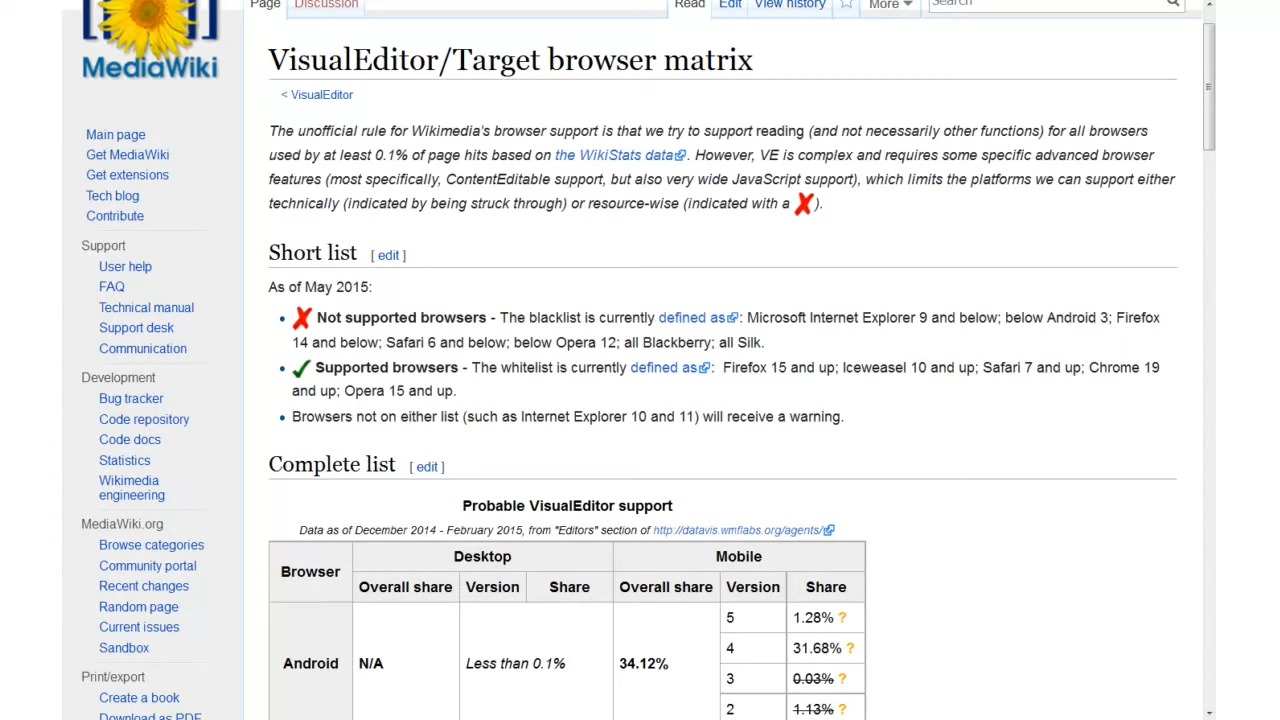 Page
Discussion
Read
Edit
View history
More
Search
MediaWiki
VisualEditor/Target browser matrix
< VisualEditor
The unofficial rule for Wikimedia's browser support is that we try to support reading (and not necessarily other functions) for all browsers
used by at least 0.1% of page hits based on the WikiStats data. However, VE is complex and requires some specific advanced browser
features (most specifically, ContentEditable support, but also very wide JavaScript support), which limits the platforms we can support either
technically (indicated by being struck through) or resource-wise (indicated with a ✘).
Main page
Get MediaWiki
Get extensions
Tech blog
Contribute
Support
User help
FAQ
Technical manual
Support desk
Communication
Development
Bug tracker
Code repository
Code docs
Statistics
Wikimedia
engineering
MediaWiki.org
Browse categories
Community portal
Recent changes
Random page
Current issues
Sandbox
Print/export
Create a book
Download as PDF
Short list [ edit ]
As of May 2015:
✘ Not supported browsers - The blacklist is currently defined as: Microsoft Internet Explorer 9 and below; below Android 3; Firefox
14 and below; Safari 6 and below; below Opera 12; all Blackberry; all Silk.
✓ Supported browsers - The whitelist is currently defined as: Firefox 15 and up; Iceweasel 10 and up; Safari 7 and up; Chrome 19
and up; Opera 15 and up.
Browsers not on either list (such as Internet Explorer 10 and 11) will receive a warning.
Complete list [ edit ]
Probable VisualEditor support
Data as of December 2014 - February 2015, from "Editors" section of http://datavis.wmflabs.org/agents/
Browser
Desktop
Mobile
Overall share
Version
Share
Overall share
Version
Share
Android
N/A
Less than 0.1%
34.12%
5
1.28% ?
4
31.68% ?
3
0.03% ?
2
1.13% ?